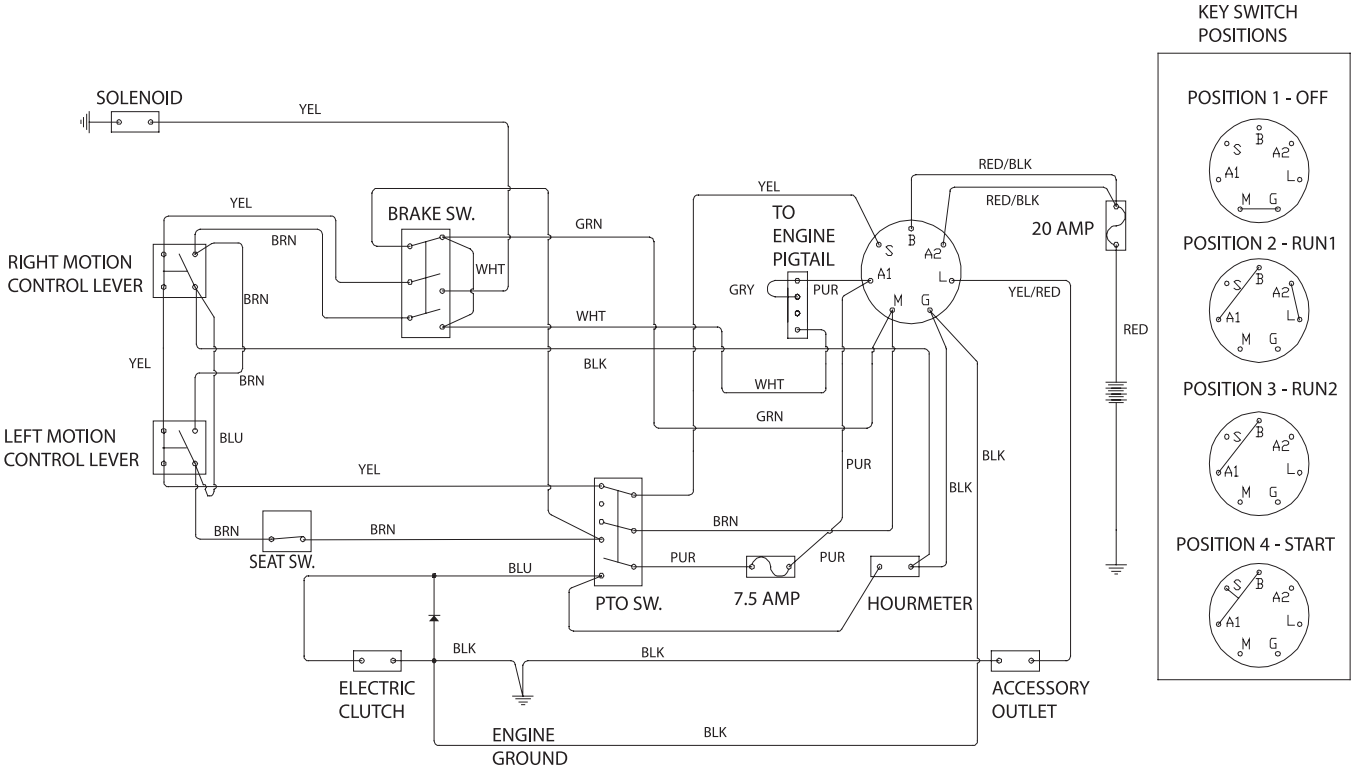 KEY SWITCH
POSITIONS
SOLENOID
YEL
POSITION 1 - OFF
B
S
A2
A1
L
M G
RED/BLK
YEL
RED/BLK
YEL
BRAKE SW.
GRN
TO
ENGINE
PIGTAIL
20 AMP
BRN
B
S
A2
A1
L
M G
POSITION 2 - RUN1
B
S
A2
A1
L
M G
RIGHT MOTION
CONTROL LEVER
WHT
GRY
PUR
YEL/RED
BRN
WHT
RED
YEL
BLK
BRN
WHT
POSITION 3 - RUN2
B
S
A2
A1
L
M G
GRN
LEFT MOTION
CONTROL LEVER
BLU
YEL
PUR
BLK
BLK
BRN
BRN
BRN
SEAT SW.
PUR
PUR
POSITION 4 - START
B
S
A2
A1
L
M G
BLU
PTO SW.
7.5 AMP
HOURMETER
BLK
BLK
ELECTRIC
CLUTCH
ACCESSORY
OUTLET
ENGINE
GROUND
BLK